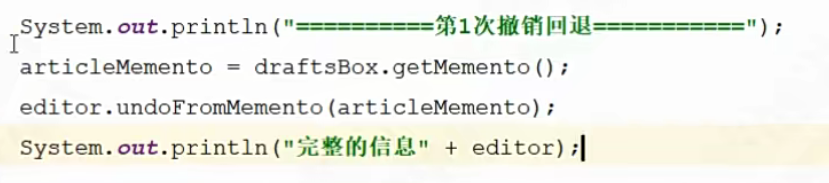 System.out.println("==========第1次撤销回退===========");
articleMemento = draftsBox.getMemento();
editor.undoFromMemento(articleMemento);
System.out.println("完整的信息" + editor);